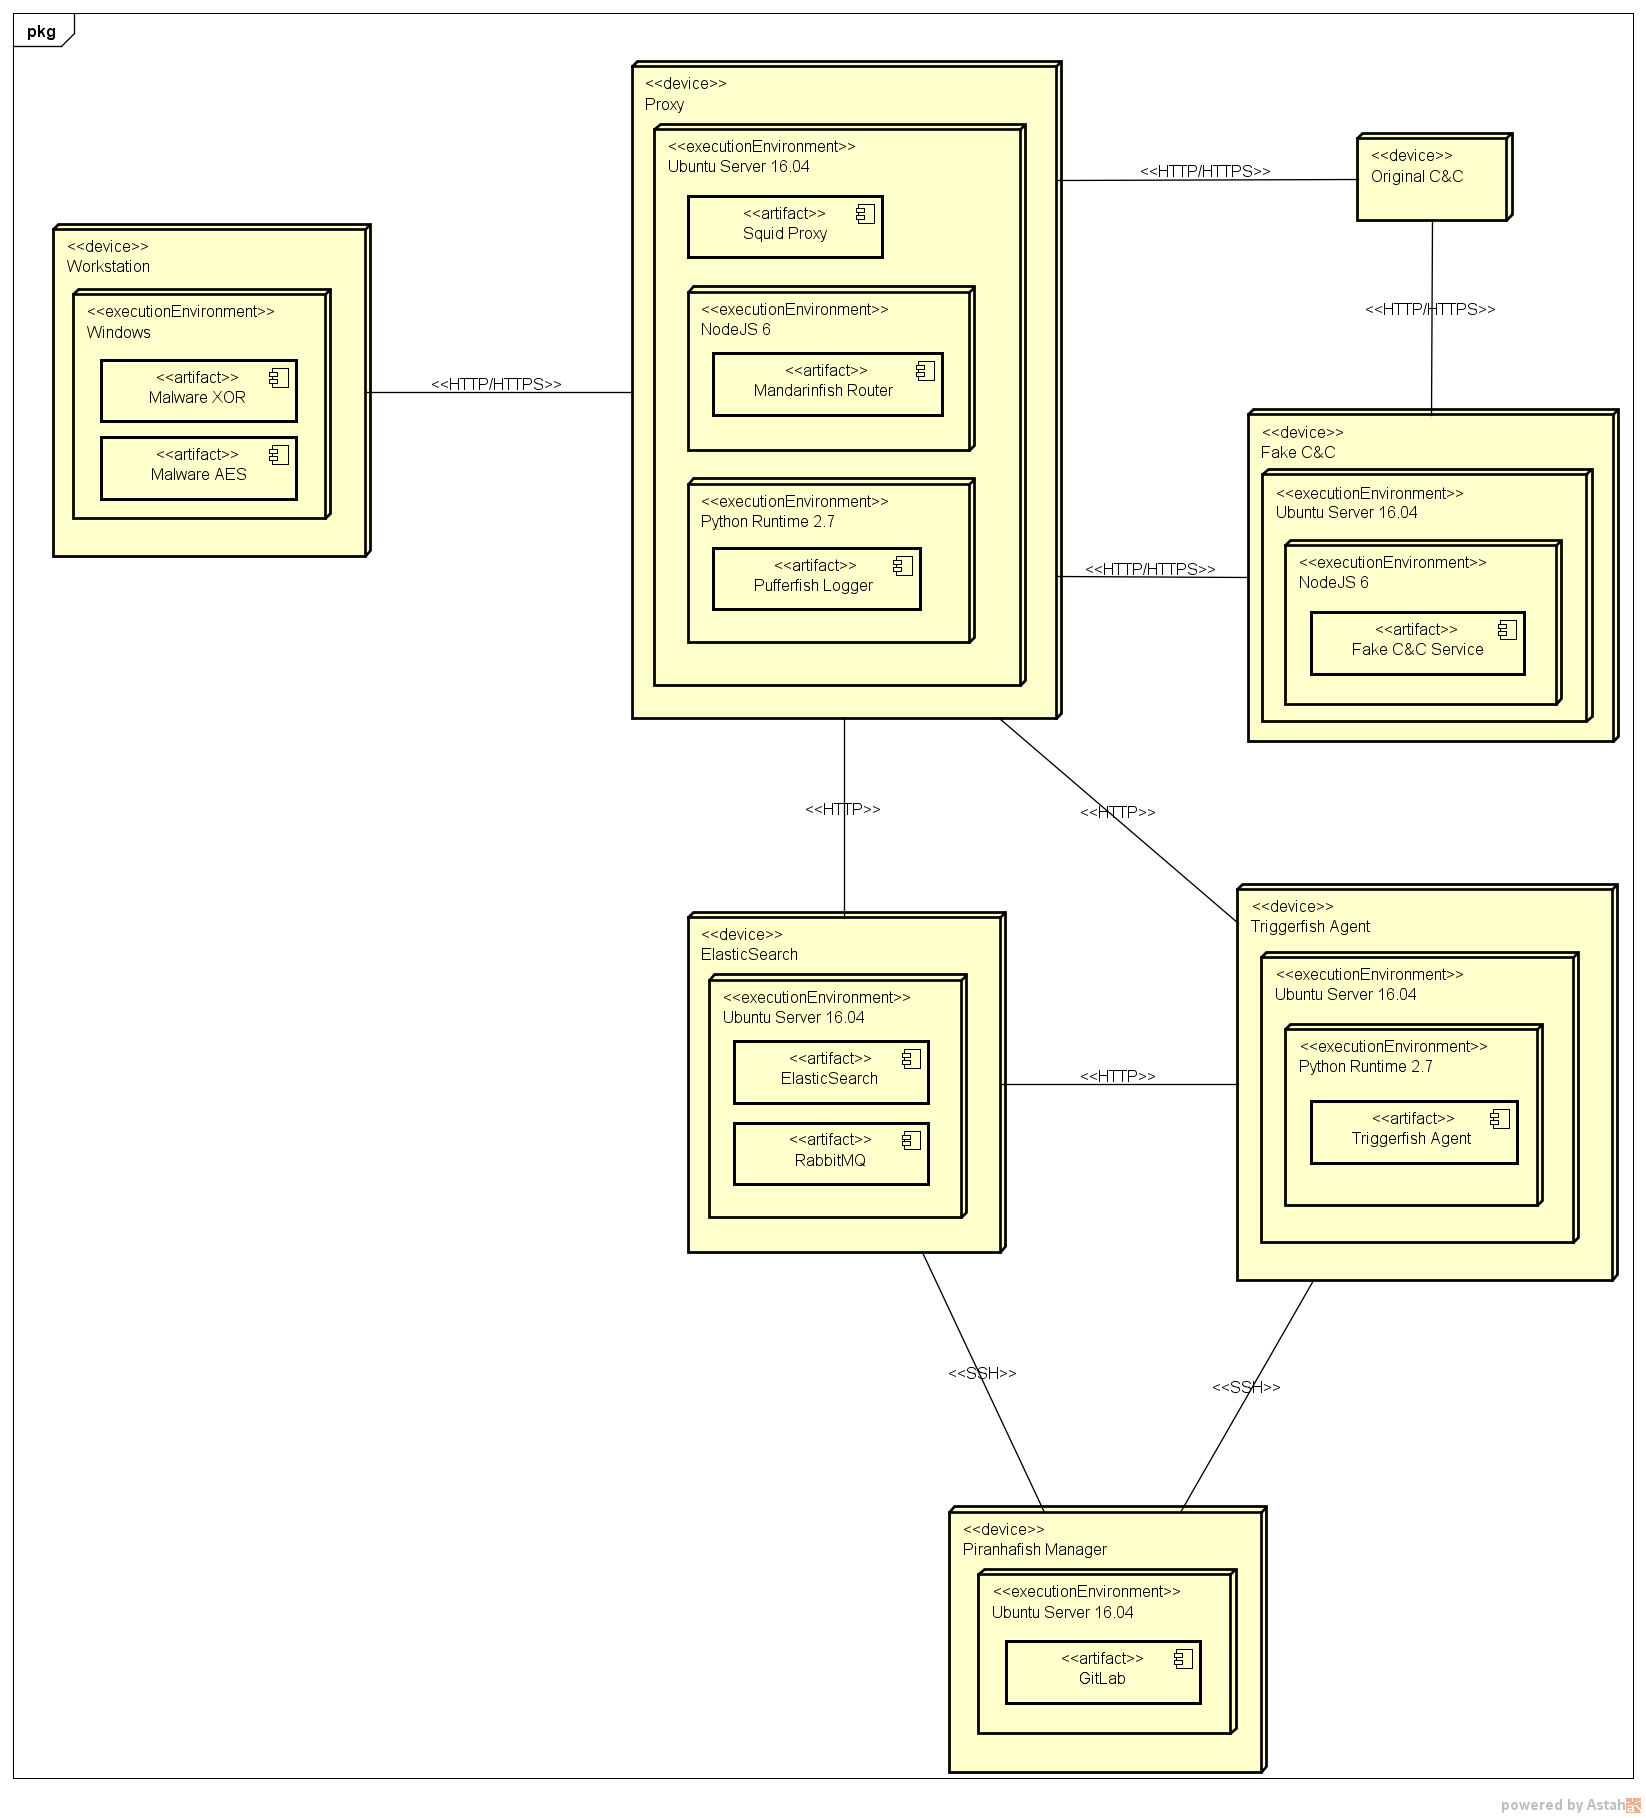 pkg
<<device>>
Proxy
<<executionEnvironment>>
Ubuntu Server 16.04
<<artifact>>
Squid Proxy
<<executionEnvironment>>
NodeJS 6
<<artifact>>
Mandarinfish Router
<<executionEnvironment>>
Python Runtime 2.7
<<artifact>>
Pufferfish Logger
<<HTTP/HTTPS>>
<<device>>
Original C&C
<<HTTP/HTTPS>>
<<device>>
Workstation
<<executionEnvironment>>
Windows
<<artifact>>
Malware XOR
<<artifact>>
Malware AES
<<HTTP/HTTPS>>
<<HTTP/HTTPS>>
<<device>>
Fake C&C
<<executionEnvironment>>
Ubuntu Server 16.04
<<executionEnvironment>>
NodeJS 6
<<artifact>>
Fake C&C Service
<<HTTP>>
<<HTTP>>
<<device>>
ElasticSearch
<<executionEnvironment>>
Ubuntu Server 16.04
<<artifact>>
ElasticSearch
<<artifact>>
RabbitMQ
<<HTTP>>
<<device>>
Triggerfish Agent
<<executionEnvironment>>
Ubuntu Server 16.04
<<executionEnvironment>>
Python Runtime 2.7
<<artifact>>
Triggerfish Agent
<<SSH>>
<<SSH>>
<<device>>
Piranhafish Manager
<<executionEnvironment>>
Ubuntu Server 16.04
<<artifact>>
GitLab
powered by Astah